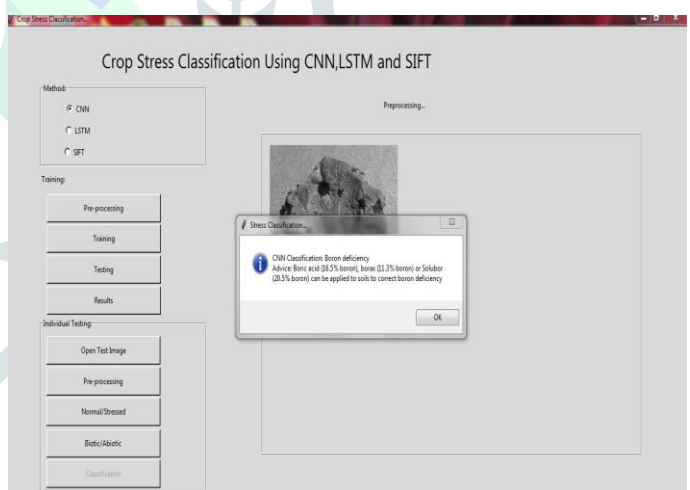 Crop Stress Classification...
Crop Stress Classification Using CNN,LSTM and SIFT
Method:
CNN
LSTM
SIFT
Preprocessing...
Training:
Pre-processing
Training
Testing
Results
Stress Classification...
CNN Classification: Boron deficiency
Advice: Boric acid (16.5% boron), borax (11.3% boron) or Solubor
(20.5% boron) can be applied to soils to correct boron deficiency
OK
Individual Testing:
Open Test Image
Pre-processing
Normal/Stressed
Biotic/Abiotic
Classification